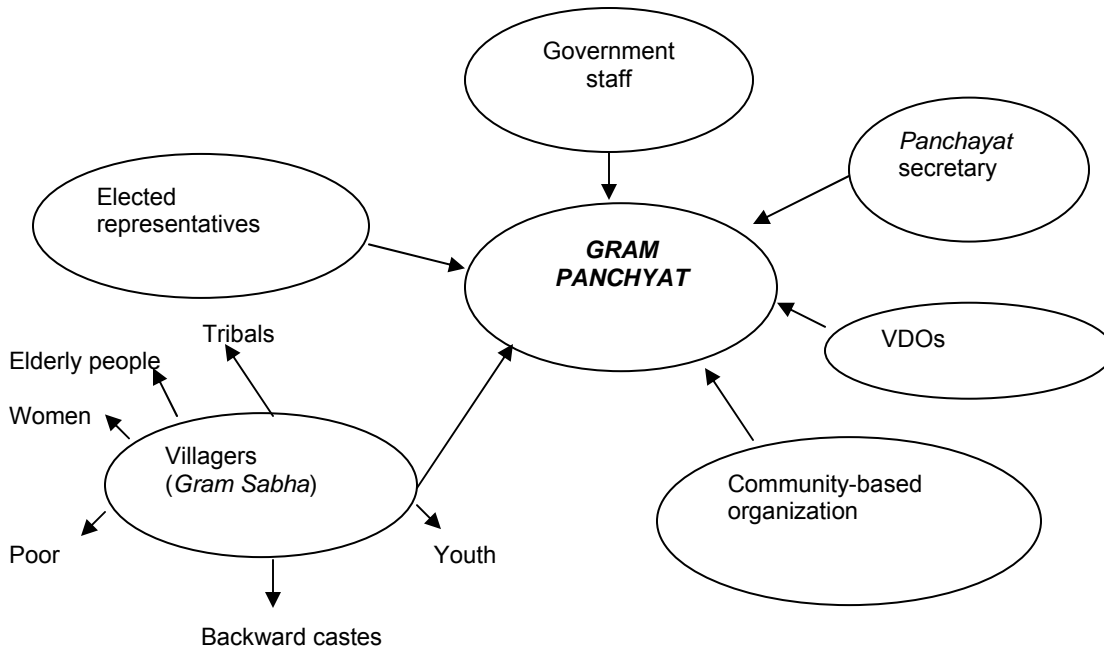 Government
staff
Panchayat
secretary
Elected
representatives
GRAM
PANCHYAT
Tribals
VDOs
Elderly people
Women
Villagers
(Gram Sabha)
Community-based
organization
Poor
Youth
Backward castes